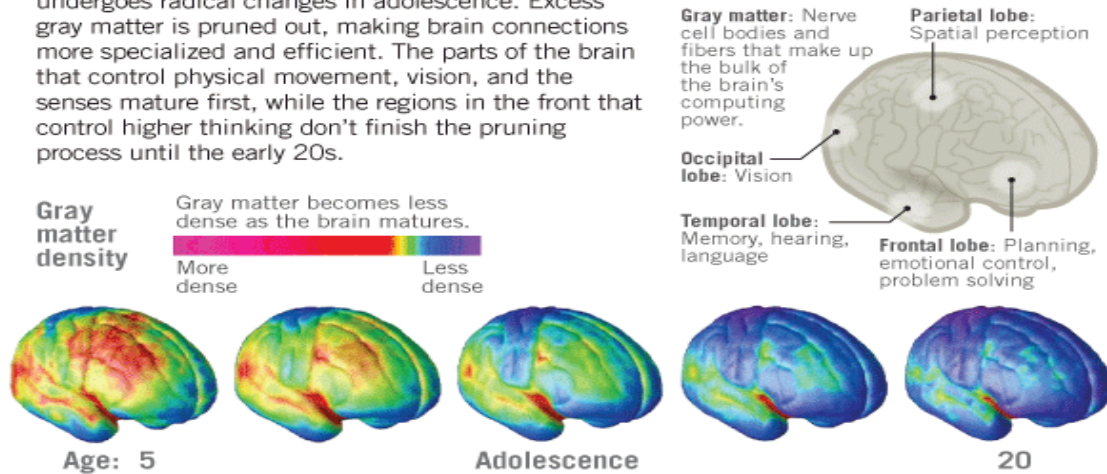 undergoes radical changes in adolescence. Excess
gray matter is pruned out, making brain connections
more specialized and efficient. The parts of the brain
that control physical movement, vision, and the
senses mature first, while the regions in the front that
control higher thinking don't finish the pruning
process until the early 20s.
Gray matter: Nerve
cell bodies and
fibers that make up
the bulk of
the brain's
computing
power.
Parietal lobe:
Spatial perception
Occipital
lobe: Vision
Temporal lobe:
Memory, hearing,
language
Frontal lobe: Planning,
emotional control,
problem solving
Gray
matter
density
Gray matter becomes less
dense as the brain matures.
More
dense
Less
dense
Age: 5
Adolescence
20